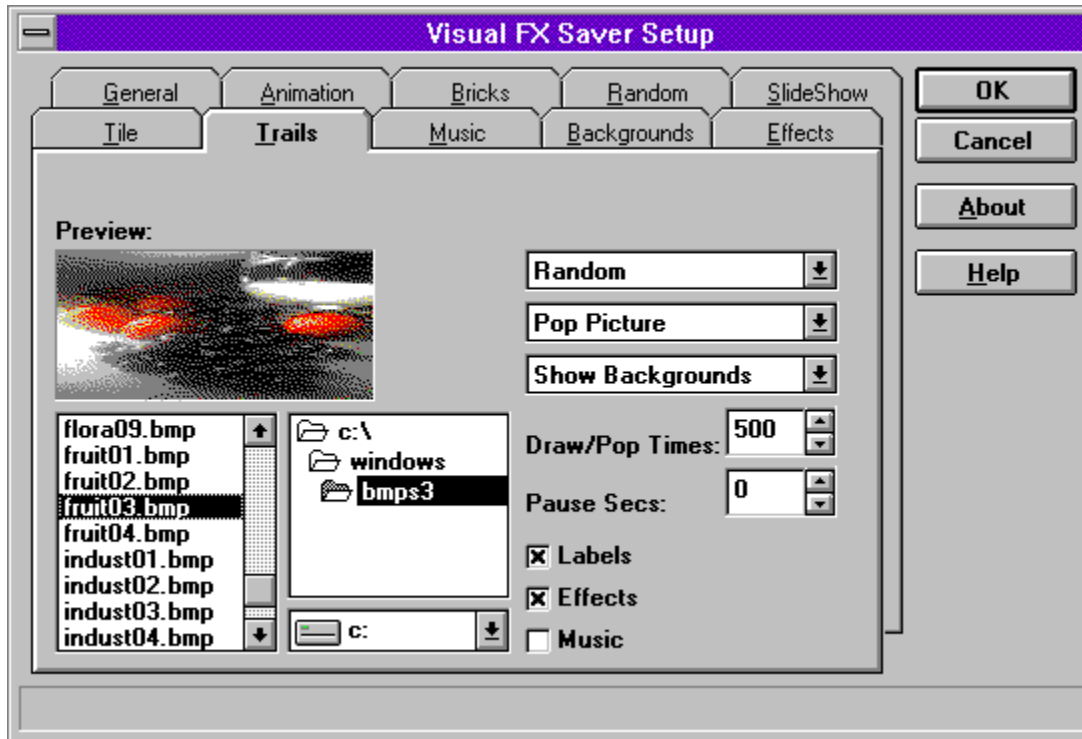 Visual FX Saver Setup
General Animation Bricks Random SlideShow
Tile Trails Music Backgrounds Effects
OK
Cancel
About
Help
Preview:
Random
Pop Picture
Show Backgrounds
flora09.bmp
fruit01.bmp
fruit02.bmp
fruit03.bmp
fruit04.bmp
indust01.bmp
indust02.bmp
indust03.bmp
indust04.bmp
c:\
windows
bmps3
c:
Draw/Pop Times: 500
Pause Secs: 0
Labels
Effects
Music